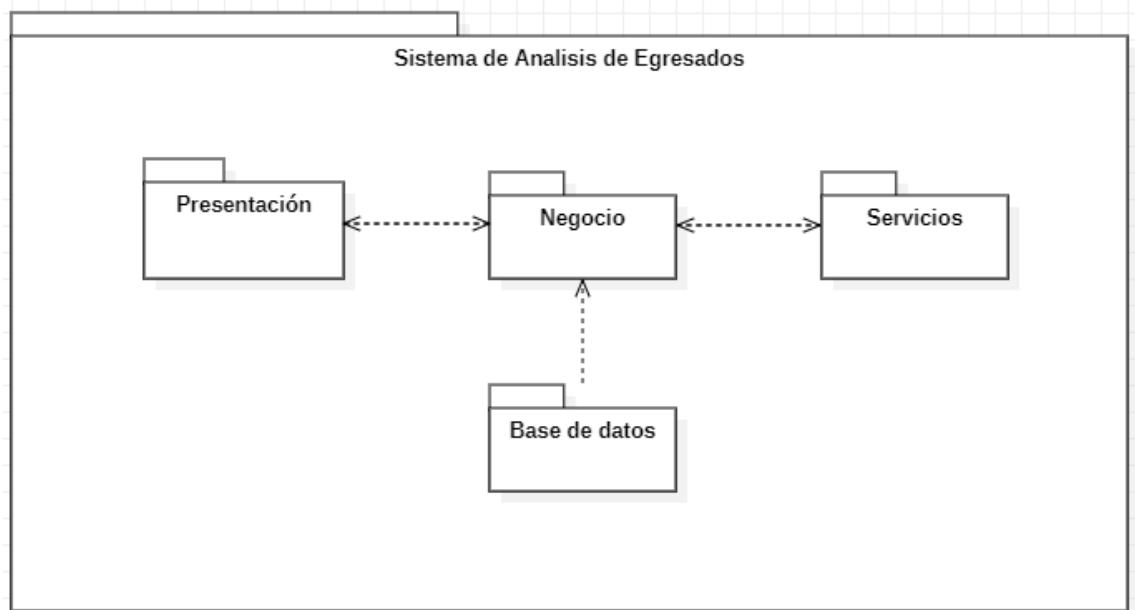 Sistema de Analisis de Egresados
Presentación
Negocio
Servicios
Base de datos